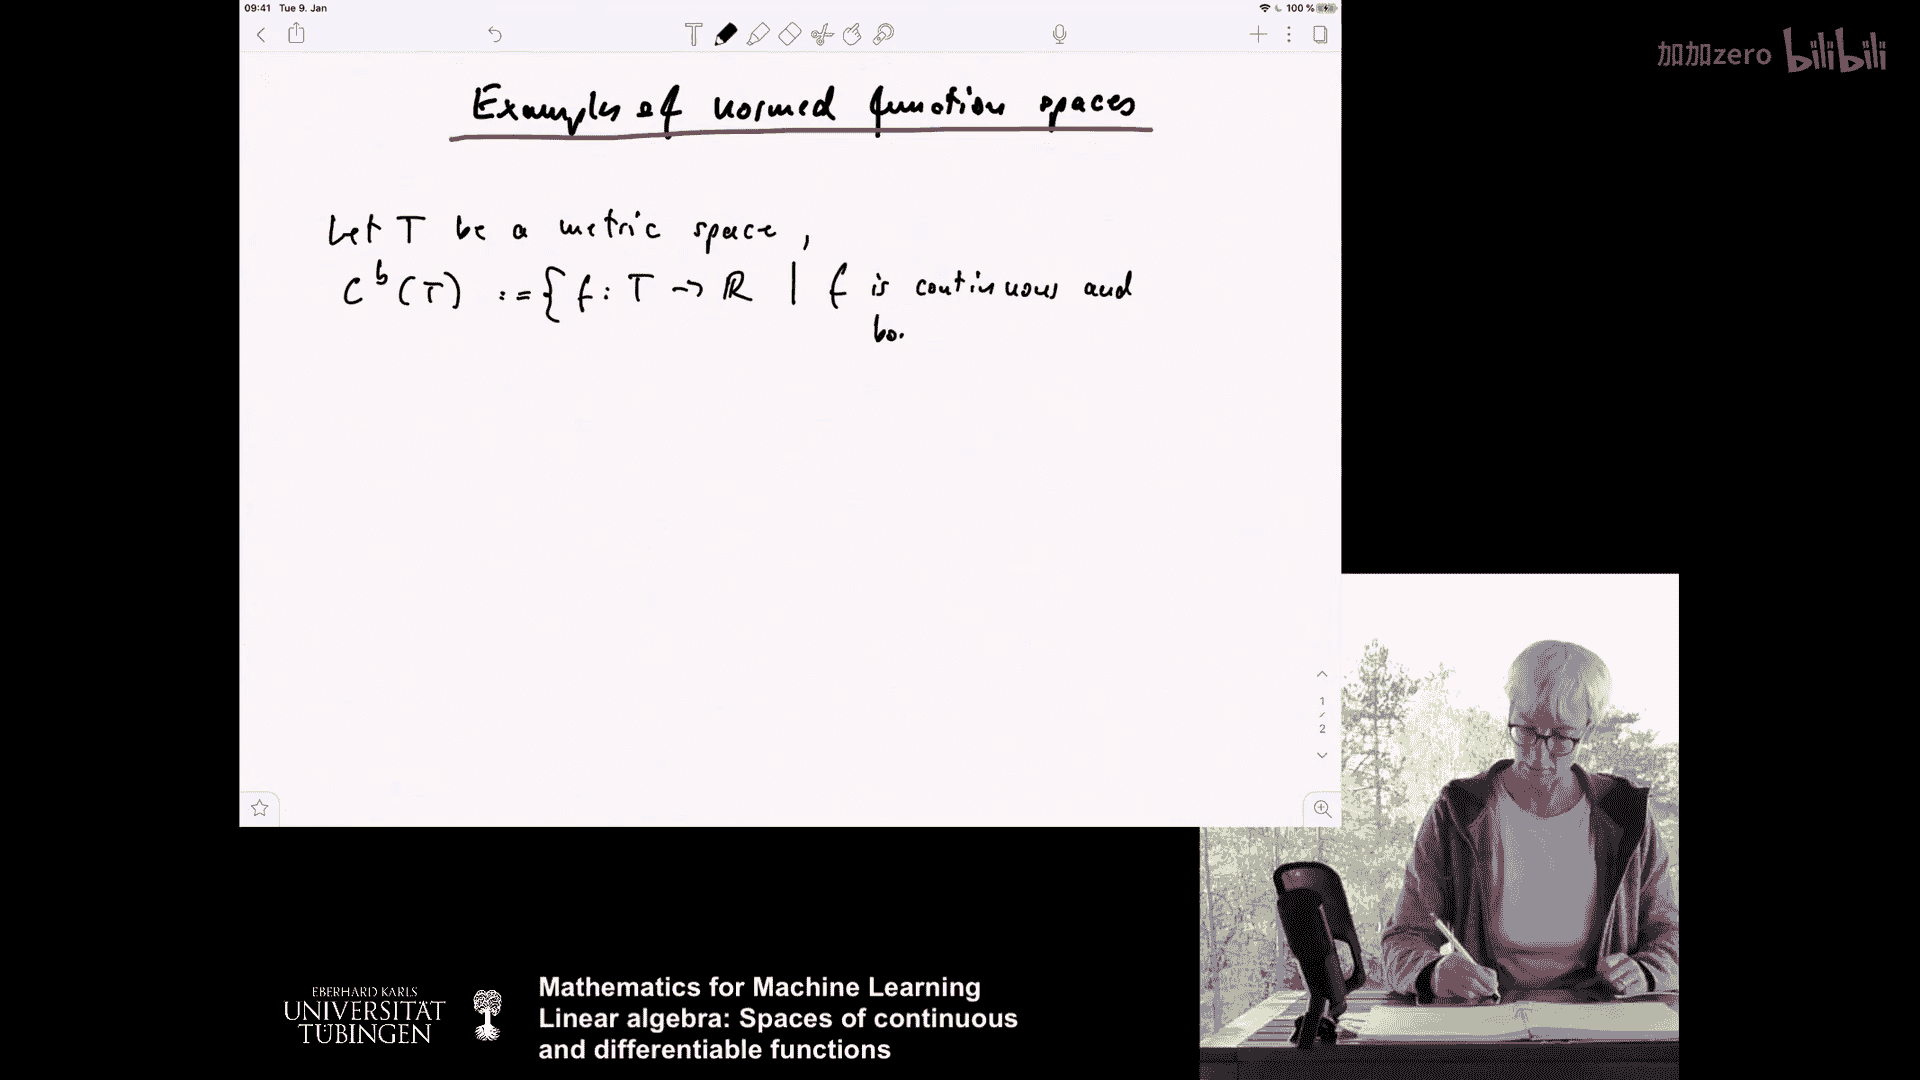 09:41 Tue 9. Jan
100 %
加加zero bilibili
Examples of normed function spaces
Let T be a metric space,
C^b(T) := { f: T → ℝ | f is continuous and
bo.
1
/
2
EBERHARD KARLS
UNIVERSITÄT
TÜBINGEN
Mathematics for Machine Learning
Linear algebra: Spaces of continuous
and differentiable functions